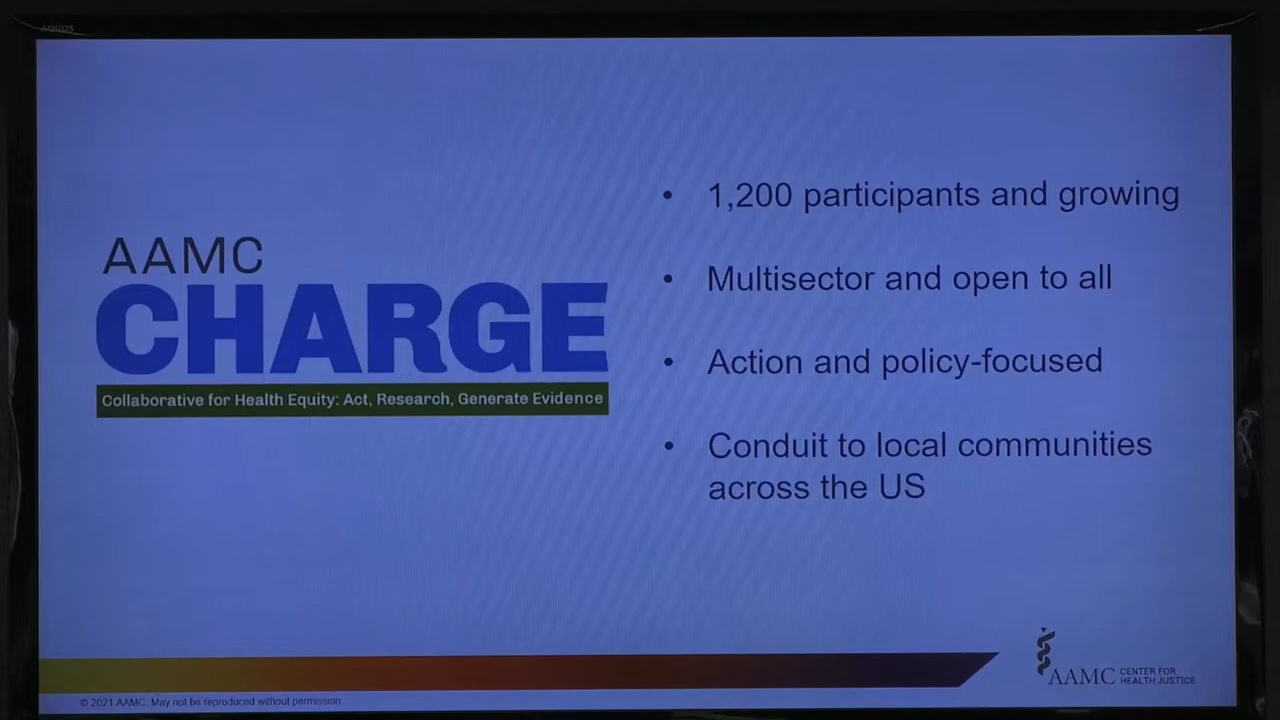 AQUOS
AAMC
CHARGE
Collaborative for Health Equity: Act, Research, Generate Evidence
• 1,200 participants and growing
• Multisector and open to all
• Action and policy-focused
• Conduit to local communities
across the US
© 2021 AAMC. May not be reproduced without permission
AAMC CENTER FOR
HEALTH JUSTICE